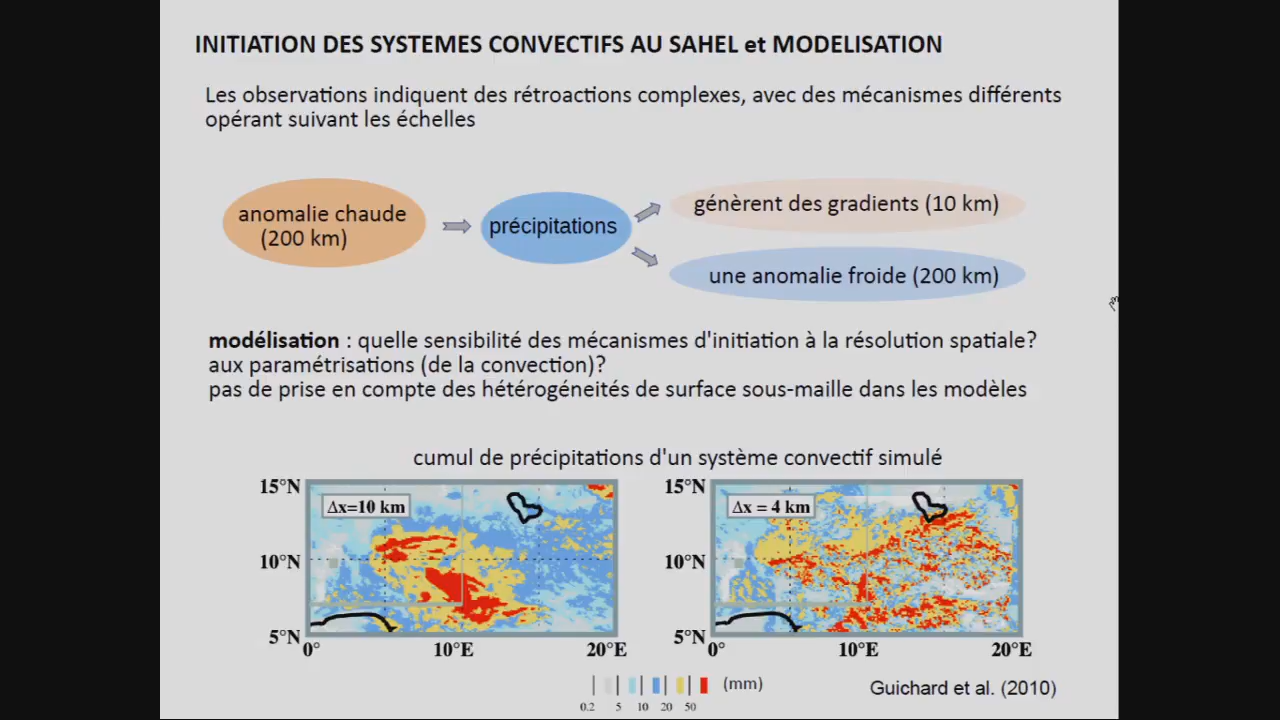 INITIATION DES SYSTEMES CONVECTIFS AU SAHEL et MODELISATION
Les observations indiquent des rétroactions complexes, avec des mécanismes différents
opérant suivant les échelles
anomalie chaude
(200 km)
précipitations
génèrent des gradients (10 km)
une anomalie froide (200 km)
modélisation : quelle sensibilité des mécanismes d'initiation à la résolution spatiale?
aux paramétrisations (de la convection)?
pas de prise en compte des hétérogénéités de surface sous-maille dans les modèles
cumul de précipitations d'un système convectif simulé
15°N
10°N
5°N
Δx=10 km
0°
10°E
20°E
15°N
10°N
5°N
Δx = 4 km
0°
10°E
20°E
(mm)
0.2 5 10 20 50
Guichard et al. (2010)